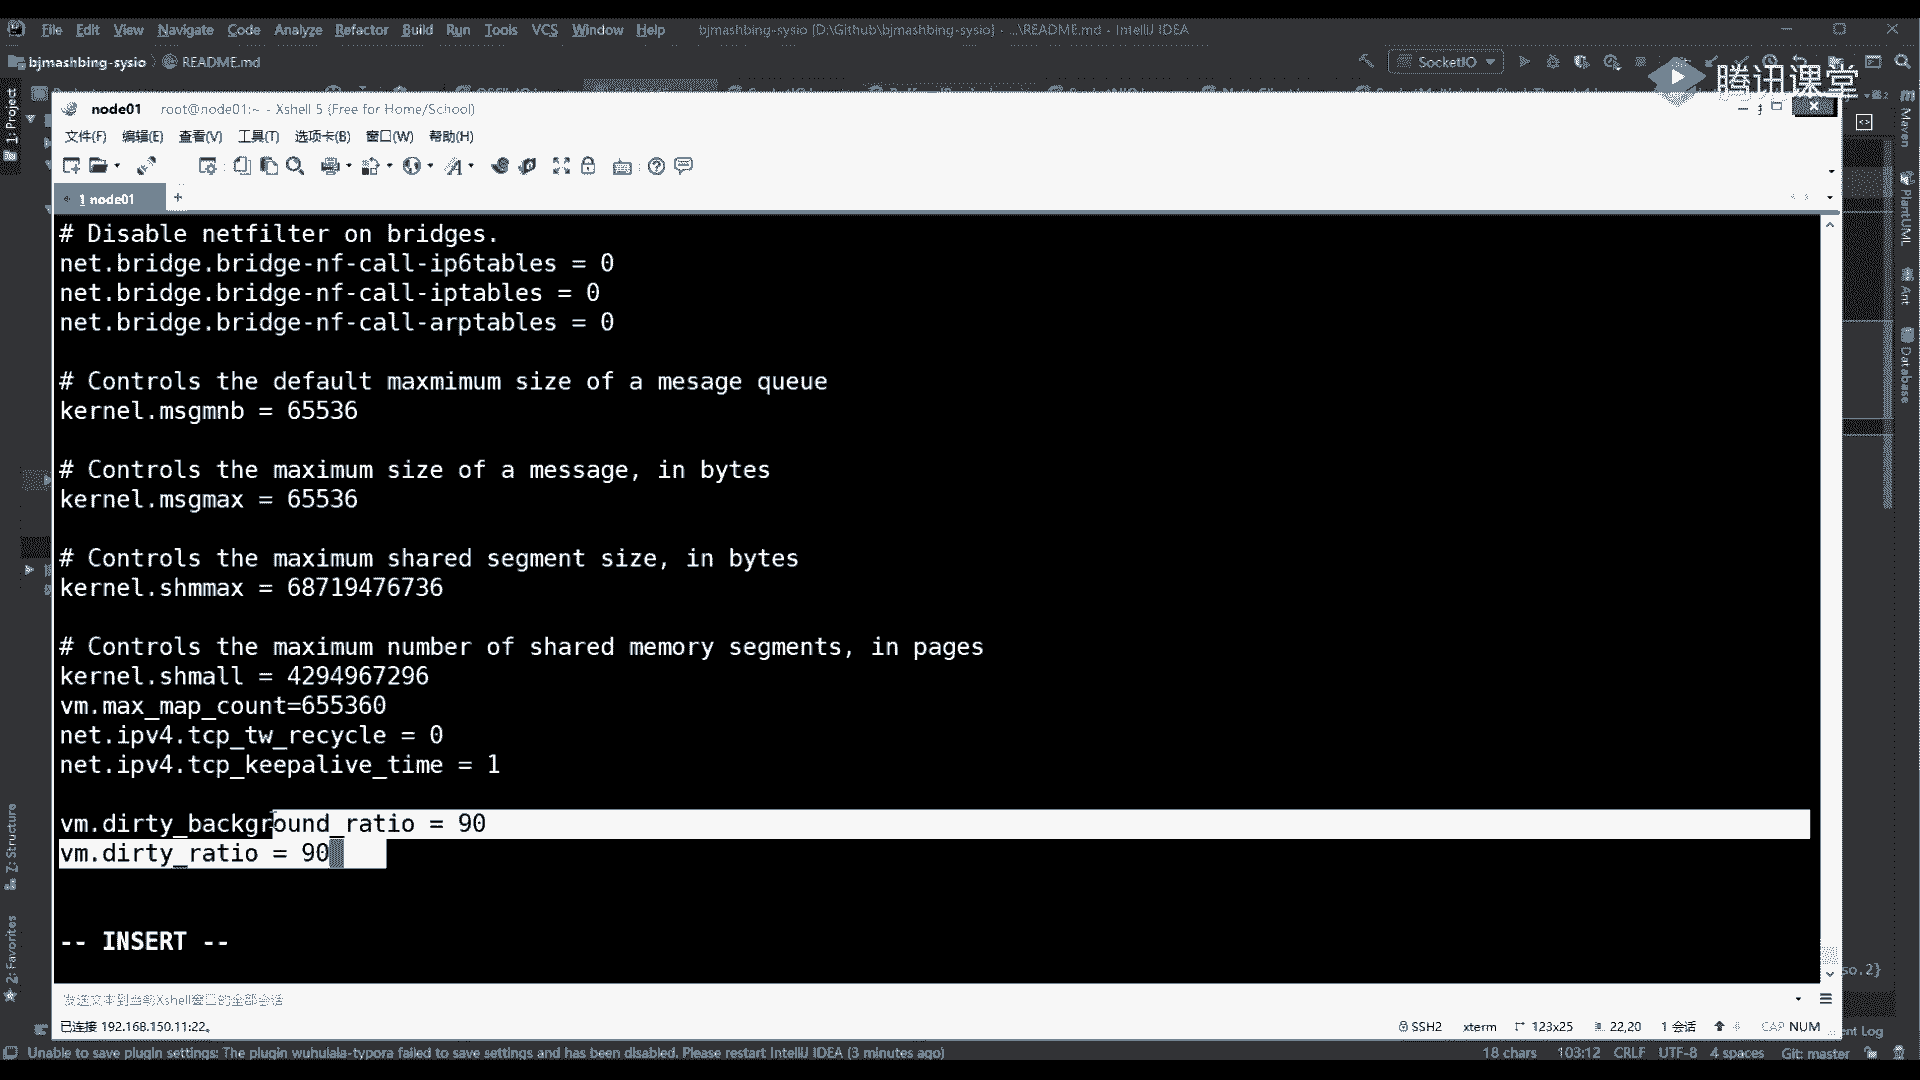 File Edit View Navigate Code Analyze Refactor Build Run Tools VCS Window Help bjmashbing-sysio [D:\Github\bjmashbing-sysio] - ...\README.md - IntelliJ IDEA
bjmashbing-sysio README.md SocketIO
腾讯课堂
node01 root@node01:~ - Xshell 5 (Free for Home/School)
文件(F) 编辑(E) 查看(V) 工具(T) 选项卡(B) 窗口(W) 帮助(H)
1 node01 +
# Disable netfilter on bridges.
net.bridge.bridge-nf-call-ip6tables = 0
net.bridge.bridge-nf-call-iptables = 0
net.bridge.bridge-nf-call-arptables = 0
# Controls the default maxmimum size of a mesage queue
kernel.msgmnb = 65536
# Controls the maximum size of a message, in bytes
kernel.msgmax = 65536
# Controls the maximum shared segment size, in bytes
kernel.shmmax = 68719476736
# Controls the maximum number of shared memory segments, in pages
kernel.shmall = 4294967296
vm.max_map_count=655360
net.ipv4.tcp_tw_recycle = 0
net.ipv4.tcp_keepalive_time = 1
vm.dirty_background_ratio = 90
vm.dirty_ratio = 90
-- INSERT --
发送文本到当前Xshell窗口的全部会话
已连接 192.168.150.11:22。 SSH2 xterm 123x25 22,20 1 会话 CAP NUM
Unable to save plugin settings: The plugin wuhulala-typora failed to save settings and has been disabled. Please restart IntelliJ IDEA (3 minutes ago) 18 chars 103:12 CRLF UTF-8 4 spaces Git: master
1: Project
Z: Structure
2: Favorites
Maven
PlantUML
Ant
Database
so.2}
ent Log